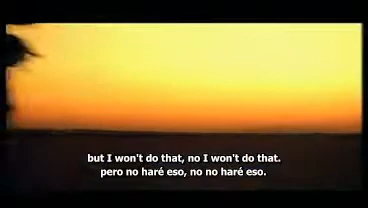 but I won't do that, no I won't do that.
pero no haré eso, no no haré eso.